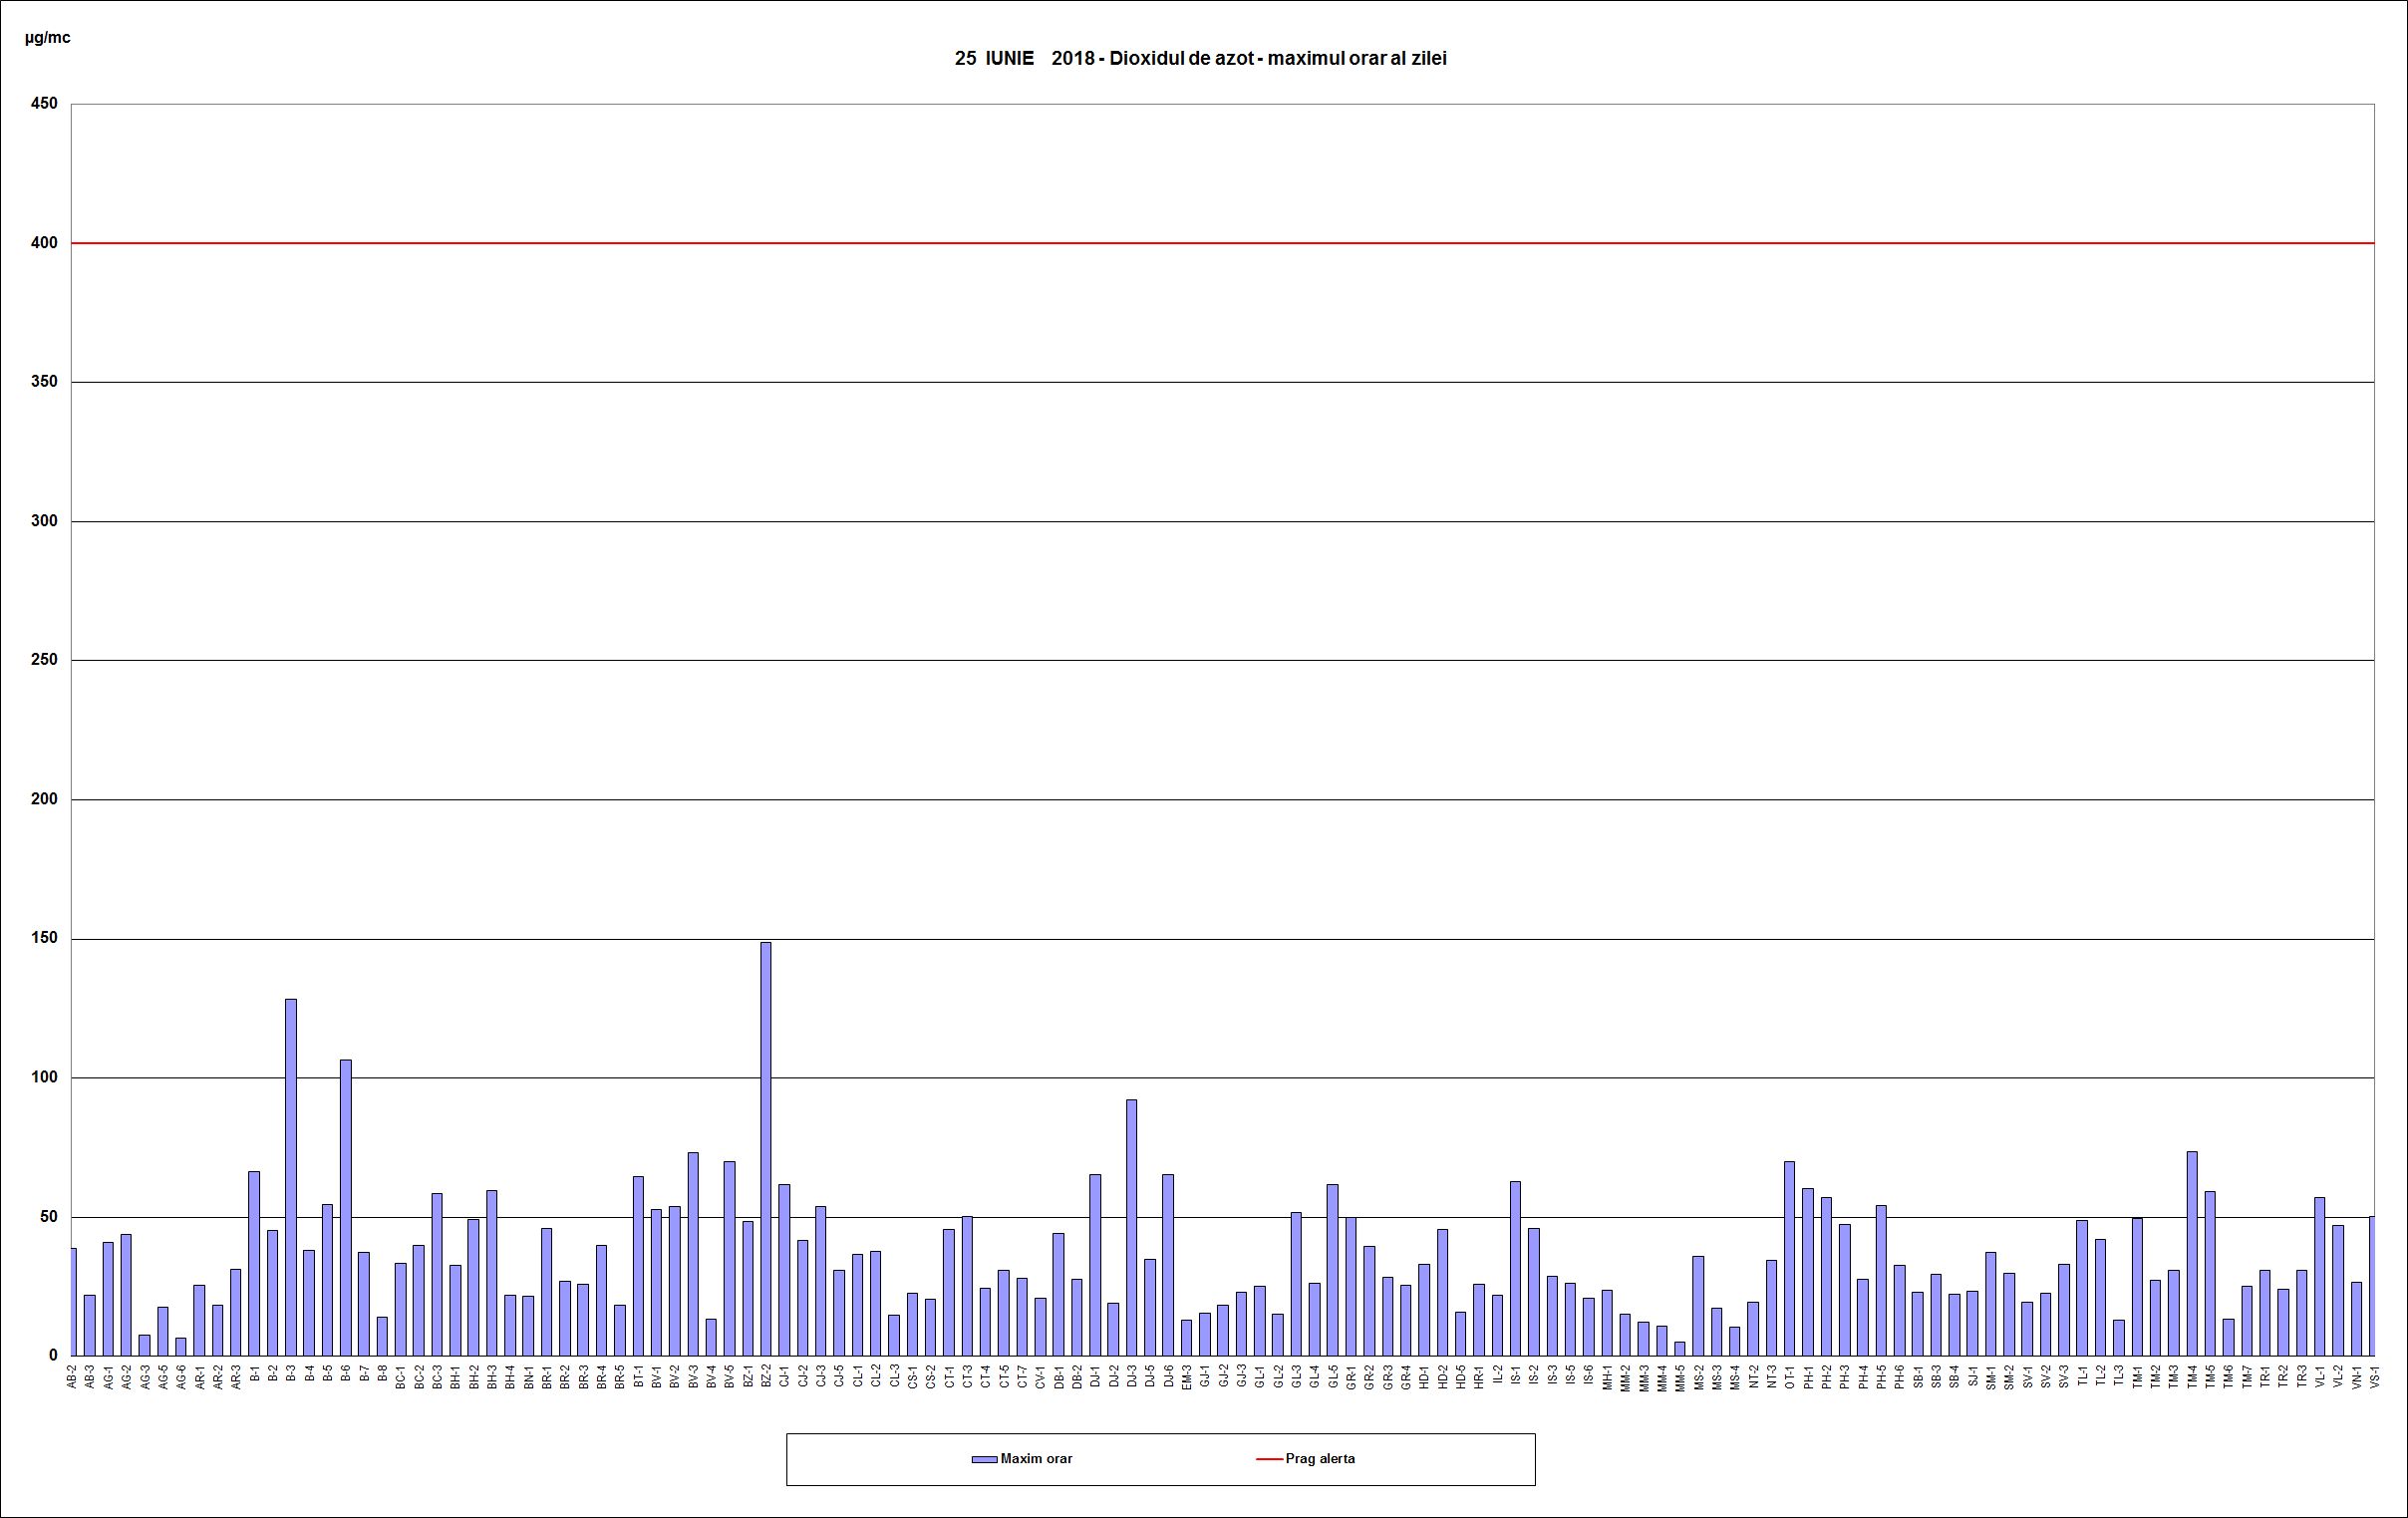 µg/mc
25 IUNIE 2018 - Dioxidul de azot - maximul orar al zilei
450
400
350
300
250
200
150
100
50
0
AB-2 AB-3 AG-1 AG-2 AG-3 AG-5 AG-6 AR-1 AR-2 AR-3 B-1 B-2 B-3 B-4 B-5 B-6 B-7 B-8 BC-1 BC-2 BC-3 BH-1 BH-2 BH-3 BH-4 BN-1 BR-1 BR-2 BR-3 BR-4 BR-5 BT-1 BV-1 BV-2 BV-3 BV-4 BV-5 BZ-1 BZ-2 CJ-1 CJ-2 CJ-3 CJ-5 CL-1 CL-2 CL-3 CS-1 CS-2 CT-1 CT-3 CT-4 CT-5 CT-7 CV-1 DB-1 DB-2 DJ-1 DJ-2 DJ-3 DJ-5 DJ-6 EM-3 GJ-1 GJ-2 GJ-3 GL-1 GL-2 GL-3 GL-4 GL-5 GR-1 GR-2 GR-3 GR-4 HD-1 HD-2 HD-5 HR-1 IL-2 IS-1 IS-2 IS-3 IS-5 IS-6 MH-1 MM-2 MM-3 MM-4 MM-5 MS-2 MS-3 MS-4 NT-2 NT-3 OT-1 PH-1 PH-2 PH-3 PH-4 PH-5 PH-6 SB-1 SB-3 SB-4 SJ-1 SM-1 SM-2 SV-1 SV-2 SV-3 TL-1 TL-2 TL-3 TM-1 TM-2 TM-3 TM-4 TM-5 TM-6 TM-7 TR-1 TR-2 TR-3 VL-1 VL-2 VN-1 VS-1
Maxim orar Prag alerta